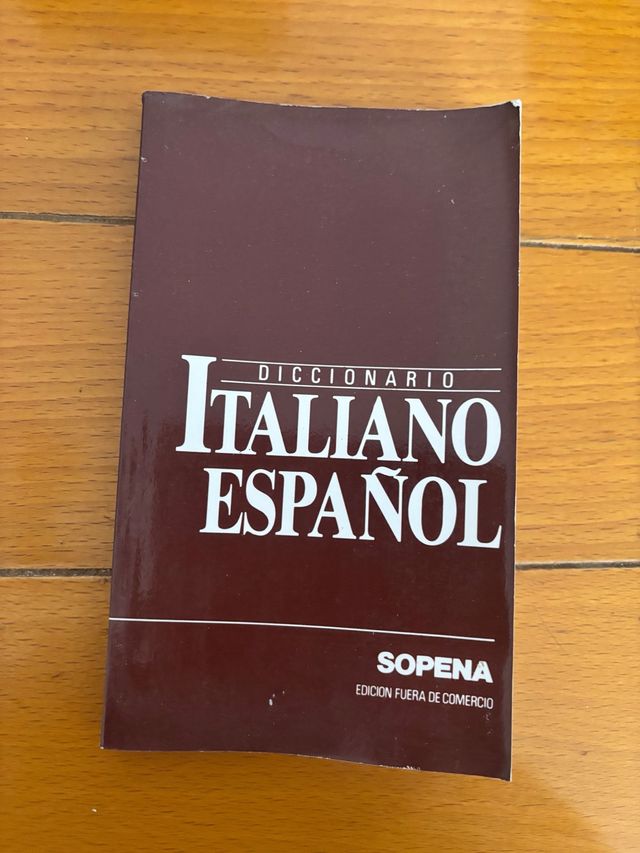 DICCIONARIO
ITALIANO
ESPAÑOL
SOPENA
EDICION FUERA DE COMERCIO